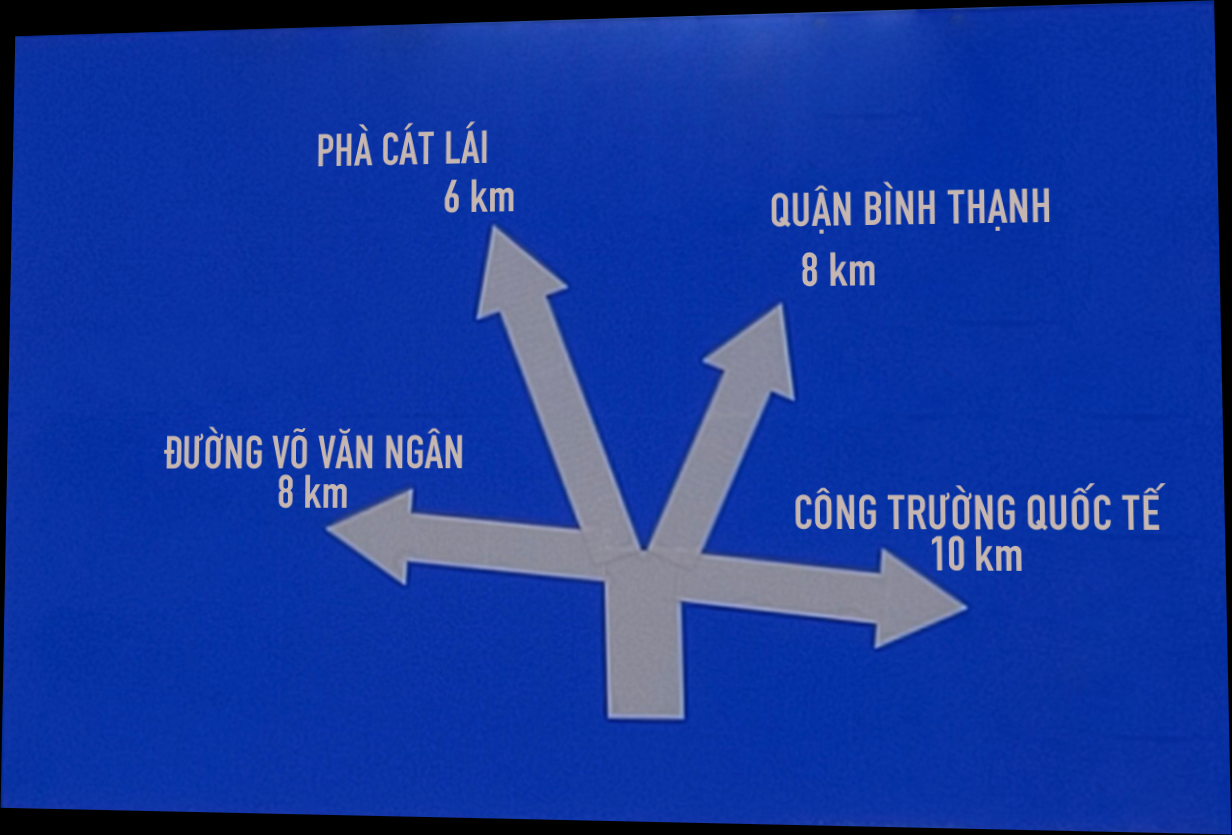 PHÀ CÁT LÁI
6 km
QUẬN BÌNH THẠNH
8 km
ĐƯỜNG VÕ VĂN NGÂN
8 km
CÔNG TRƯỜNG QUỐC TẾ
10 km